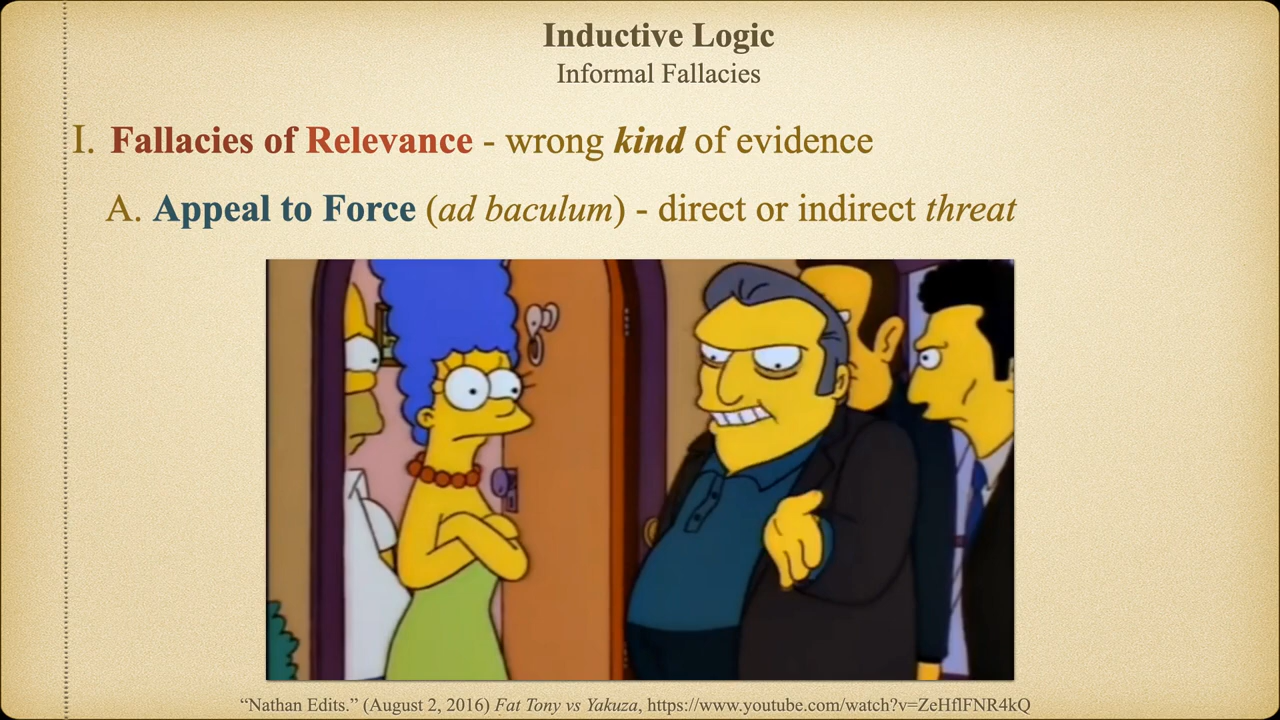 Inductive Logic
Informal Fallacies
I. Fallacies of Relevance - wrong kind of evidence
A. Appeal to Force (ad baculum) - direct or indirect threat
“Nathan Edits.” (August 2, 2016) Fat Tony vs Yakuza, https://www.youtube.com/watch?v=ZeHflFNR4kQ